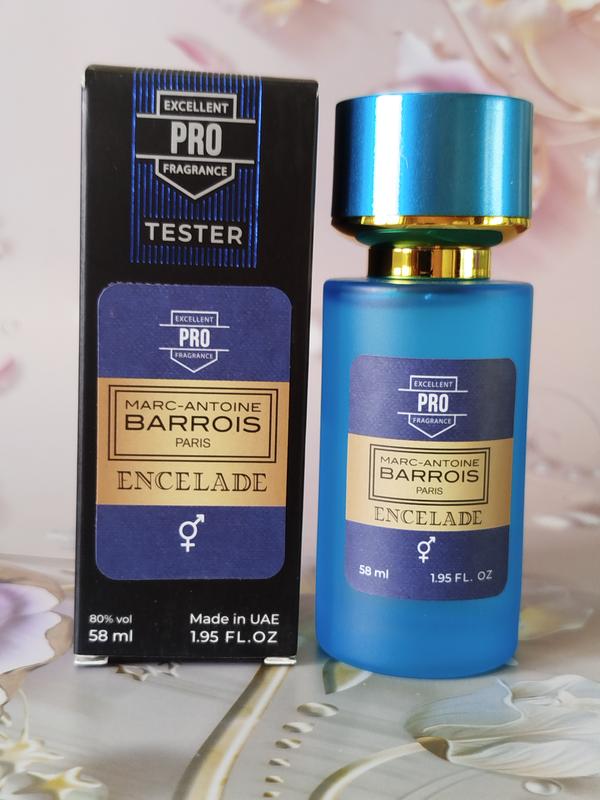 EXCELLENT
PRO
FRAGRANCE
TESTER
EXCELLENT
PRO
FRAGRANCE
MARC-ANTOINE
BARROIS
PARIS
ENCELADE
80% vol
58 ml
Made in UAE
1.95 FL.OZ
EXCELLENT
PRO
FRAGRANCE
MARC-ANTOINE
BARROIS
PARIS
ENCELADE
58 ml
1.95 FL. OZ